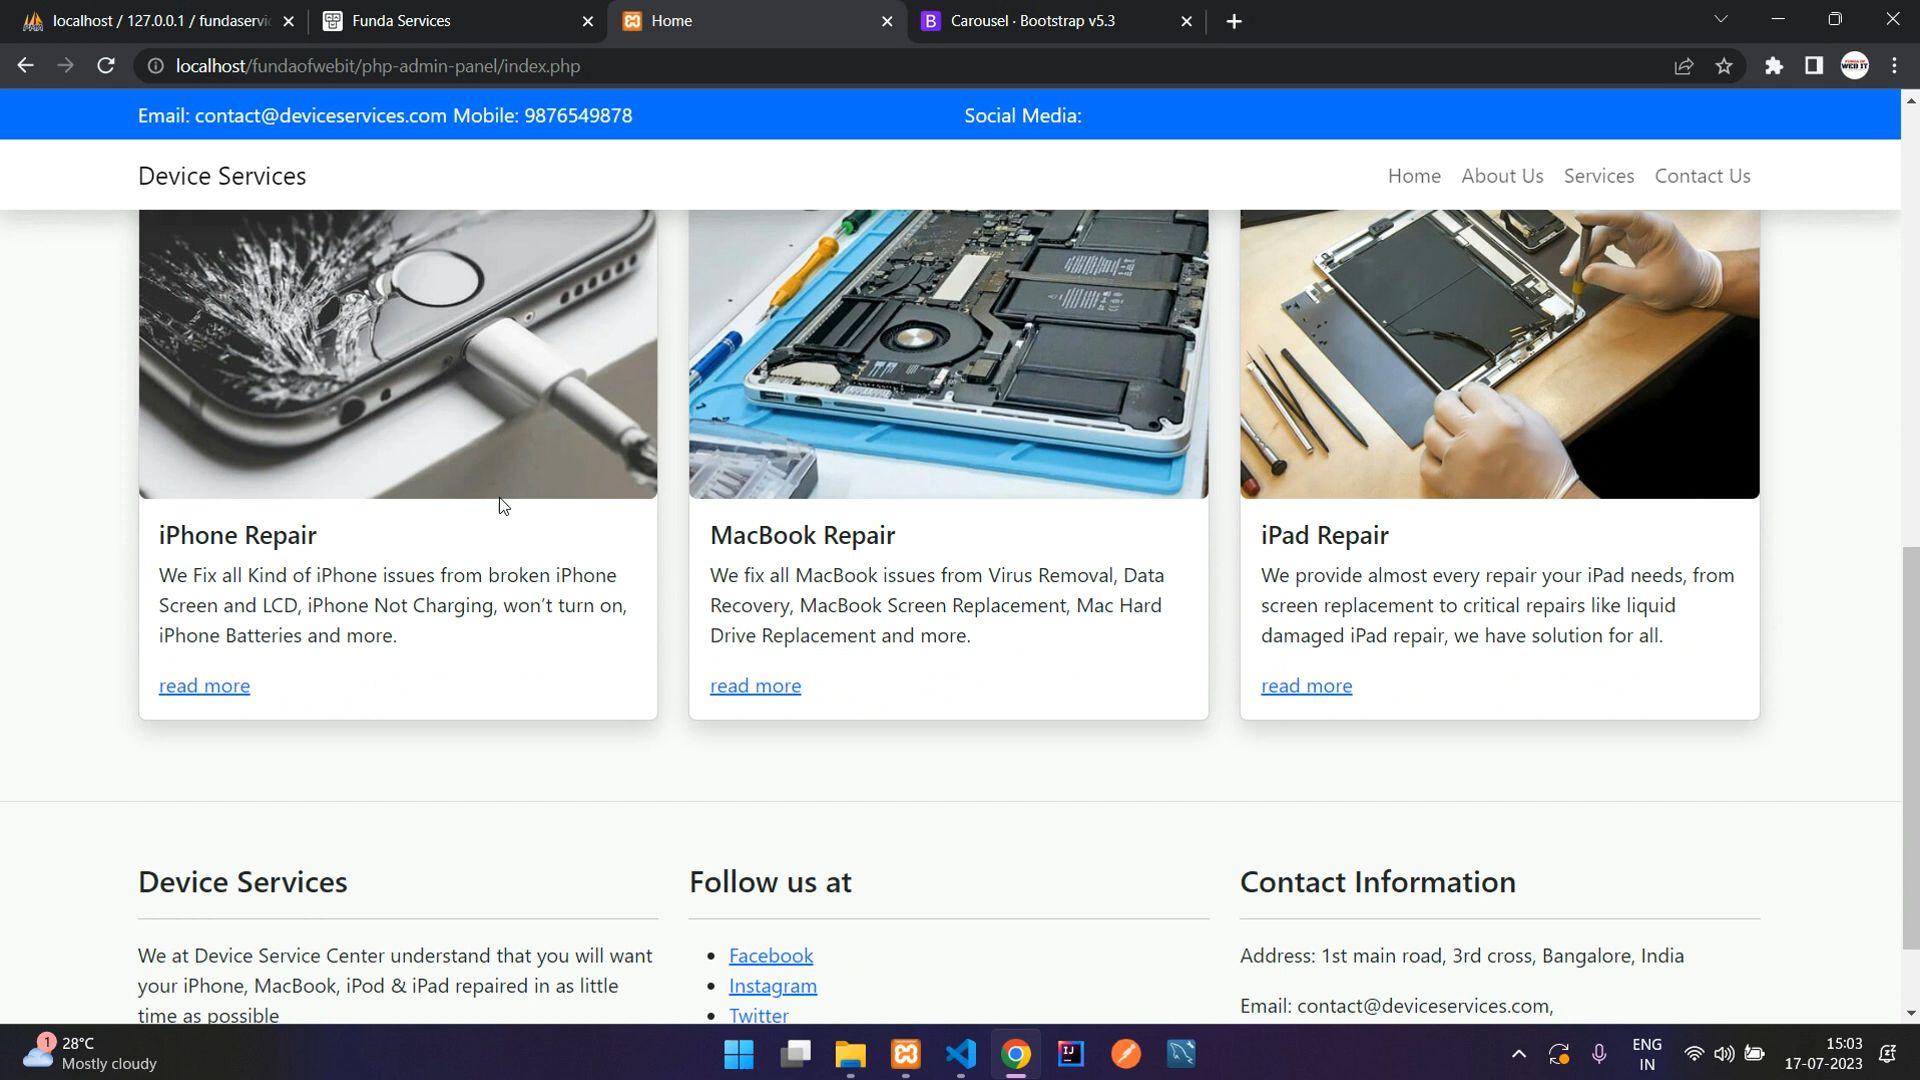 localhost / 127.0.0.1 / fundaservi
Funda Services
Home
Carousel · Bootstrap v5.3
localhost/fundaofwebit/php-admin-panel/index.php
WEB IT
Email: contact@deviceservices.com Mobile: 9876549878
Social Media:
Device Services
Home
About Us
Services
Contact Us
iPhone Repair
We Fix all Kind of iPhone issues from broken iPhone
Screen and LCD, iPhone Not Charging, won't turn on,
iPhone Batteries and more.
read more
MacBook Repair
We fix all MacBook issues from Virus Removal, Data
Recovery, MacBook Screen Replacement, Mac Hard
Drive Replacement and more.
read more
iPad Repair
We provide almost every repair your iPad needs, from
screen replacement to critical repairs like liquid
damaged iPad repair, we have solution for all.
read more
Device Services
We at Device Service Center understand that you will want
your iPhone, MacBook, iPod & iPad repaired in as little
time as possible
Follow us at
Facebook
Instagram
Twitter
Contact Information
Address: 1st main road, 3rd cross, Bangalore, India
Email: contact@deviceservices.com,
1
28°C
Mostly cloudy
IJ
ENG
IN
15:03
17-07-2023